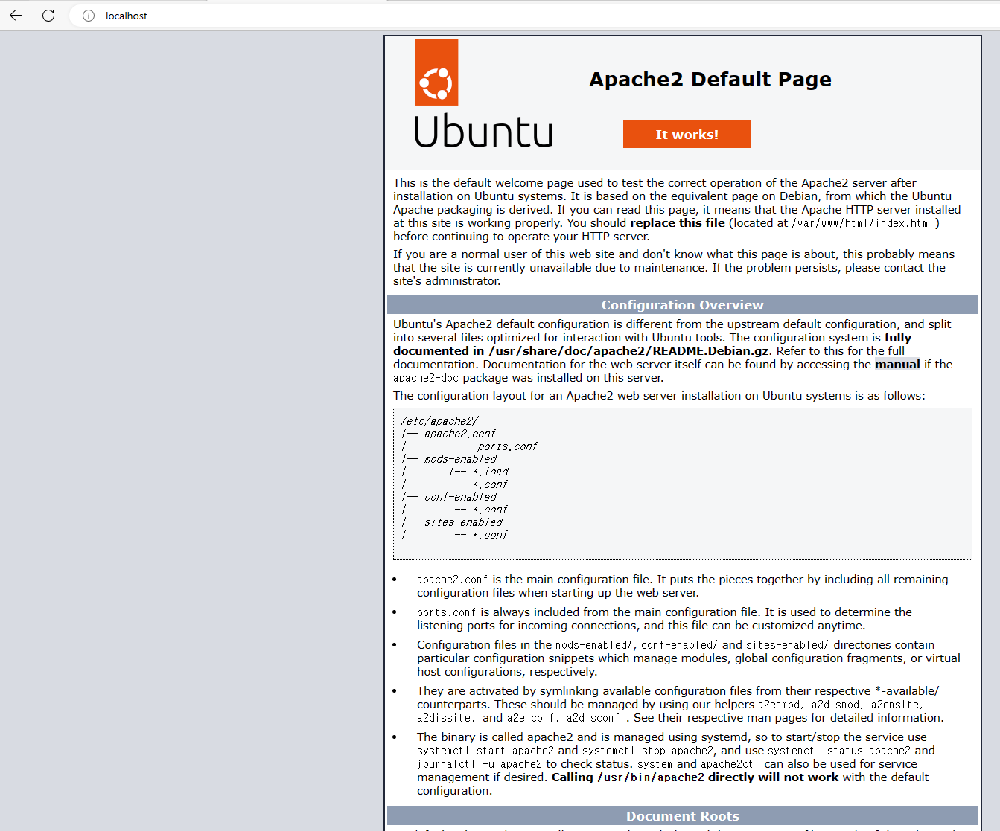 localhost
Ubuntu
Apache2 Default Page
It works!
This is the default welcome page used to test the correct operation of the Apache2 server after
installation on Ubuntu systems. It is based on the equivalent page on Debian, from which the Ubuntu
Apache packaging is derived. If you can read this page, it means that the Apache HTTP server installed
at this site is working properly. You should replace this file (located at /var/www/html/index.html)
before continuing to operate your HTTP server.
If you are a normal user of this web site and don't know what this page is about, this probably means
that the site is currently unavailable due to maintenance. If the problem persists, please contact the
site's administrator.
Configuration Overview
Ubuntu's Apache2 default configuration is different from the upstream default configuration, and split
into several files optimized for interaction with Ubuntu tools. The configuration system is fully
documented in /usr/share/doc/apache2/README.Debian.gz. Refer to this for the full
documentation. Documentation for the web server itself can be found by accessing the manual if the
apache2-doc package was installed on this server.
The configuration layout for an Apache2 web server installation on Ubuntu systems is as follows:
/etc/apache2/
|-- apache2.conf
|       `--  ports.conf
|-- mods-enabled
|       |-- *.load
|       `-- *.conf
|-- conf-enabled
|       `-- *.conf
|-- sites-enabled
|       `-- *.conf
• apache2.conf is the main configuration file. It puts the pieces together by including all remaining
configuration files when starting up the web server.
• ports.conf is always included from the main configuration file. It is used to determine the
listening ports for incoming connections, and this file can be customized anytime.
• Configuration files in the mods-enabled/, conf-enabled/ and sites-enabled/ directories contain
particular configuration snippets which manage modules, global configuration fragments, or virtual
host configurations, respectively.
• They are activated by symlinking available configuration files from their respective *-available/
counterparts. These should be managed by using our helpers a2enmod, a2dismod, a2ensite,
a2dissite, and a2enconf, a2disconf . See their respective man pages for detailed information.
• The binary is called apache2 and is managed using systemd, so to start/stop the service use
systemctl start apache2 and systemctl stop apache2, and use systemctl status apache2 and
journalctl -u apache2 to check status. system and apache2ctl can also be used for service
management if desired. Calling /usr/bin/apache2 directly will not work with the default
configuration.
Document Roots